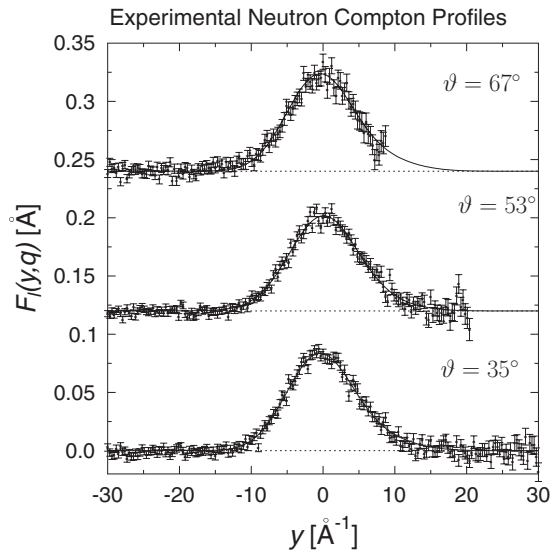 Experimental Neutron Compton Profiles
0.35
ϑ = 67°
0.3
0.25
0.2
ϑ = 53°
0.15
0.1
ϑ = 35°
0.05
0.0
F_l(y,q) [Å]
-30 -20 -10 0 10 20 30
y [Å⁻¹]